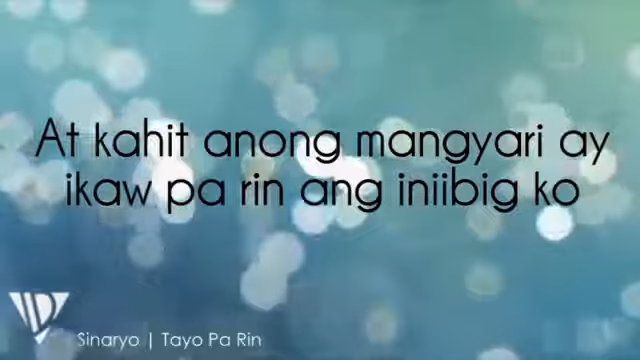 At kahit anong mangyari ay
ikaw pa rin ang iniibig ko
Sinaryo | Tayo Pa Rin